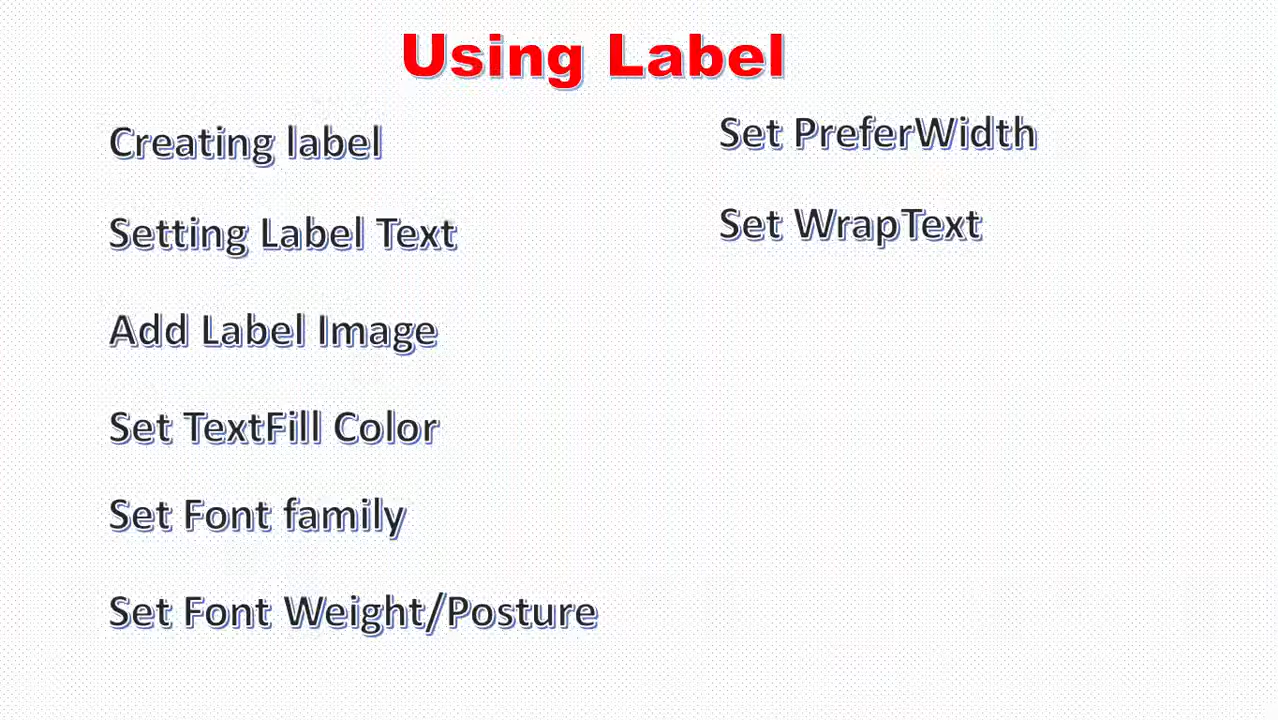 Using Label
Creating label
Setting Label Text
Add Label Image
Set TextFill Color
Set Font family
Set Font Weight/Posture
Set PreferWidth
Set WrapText